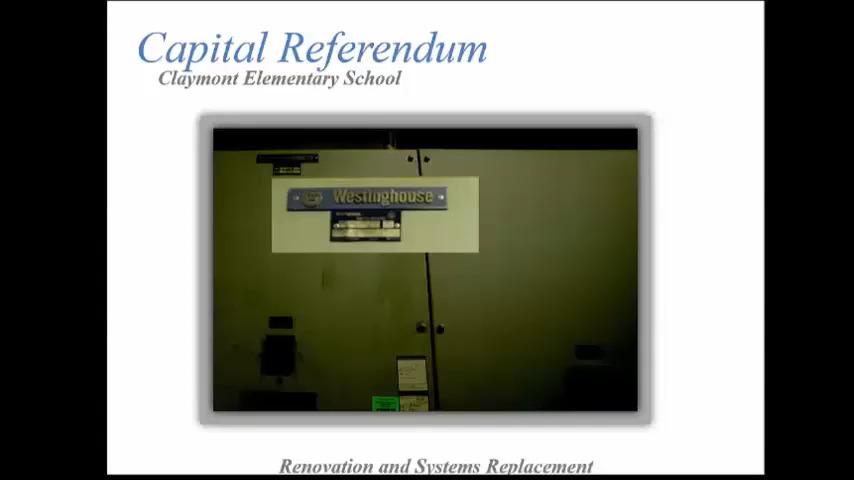 Capital Referendum
Claymont Elementary School
Westinghouse
Renovation and Systems Replacement